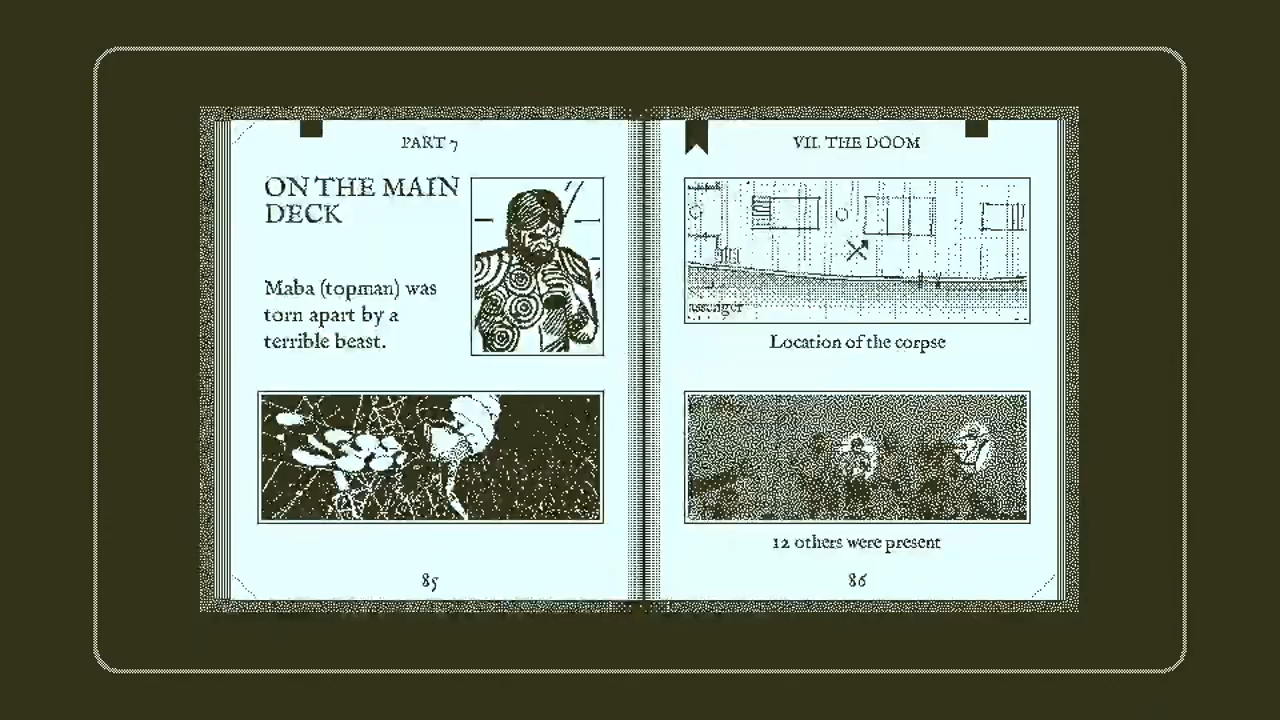 PART 7
ON THE MAIN
DECK
Maba (topman) was
torn apart by a
terrible beast.
85
VII. THE DOOM
Location of the corpse
12 others were present
86